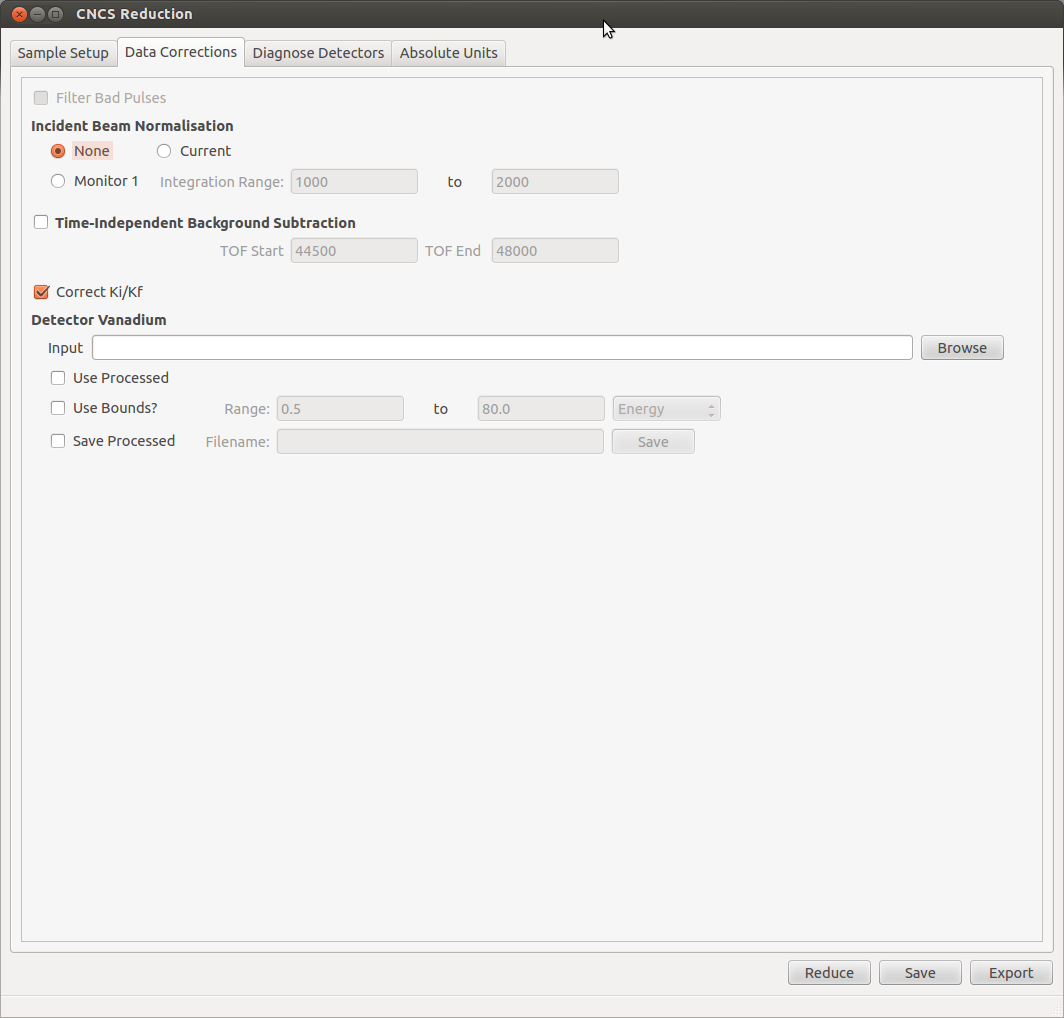 CNCS Reduction
Sample Setup Data Corrections Diagnose Detectors Absolute Units
Filter Bad Pulses
Incident Beam Normalisation
None Current
Monitor 1 Integration Range: 1000 to 2000
Time-Independent Background Subtraction
TOF Start 44500 TOF End 48000
Correct Ki/Kf
Detector Vanadium
Input Browse
Use Processed
Use Bounds? Range: 0.5 to 80.0 Energy
Save Processed Filename: Save
Reduce Save Export